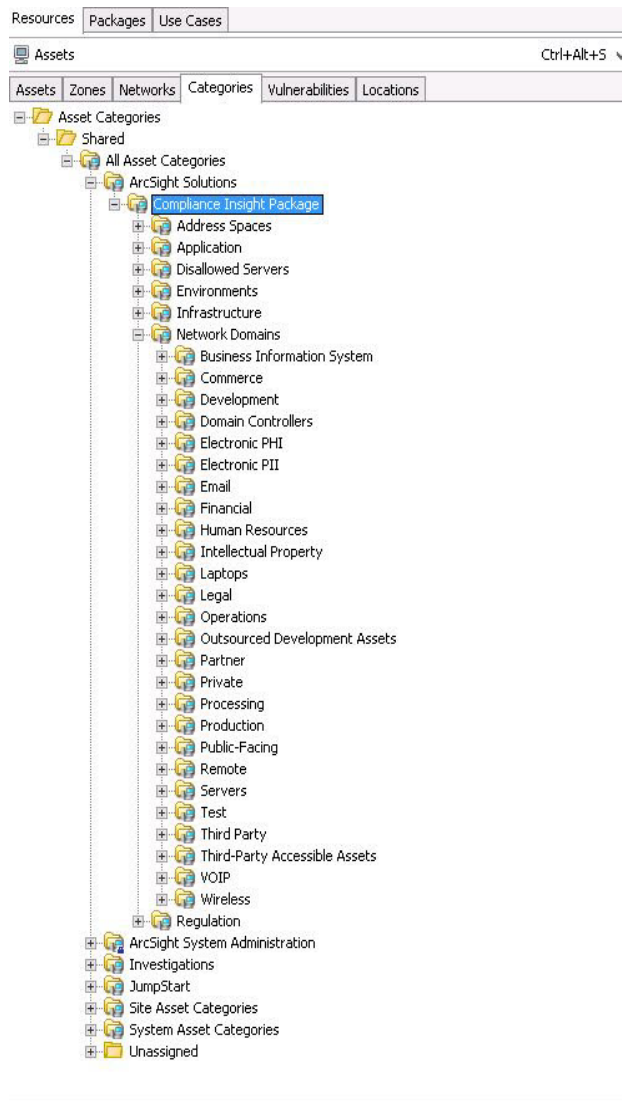 Resources Packages Use Cases
Assets Ctrl+Alt+S
Assets Zones Networks Categories Vulnerabilities Locations
Asset Categories
Shared
All Asset Categories
ArcSight Solutions
Compliance Insight Package
Address Spaces
Application
Disallowed Servers
Environments
Infrastructure
Network Domains
Business Information System
Commerce
Development
Domain Controllers
Electronic PHI
Electronic PII
Email
Financial
Human Resources
Intellectual Property
Laptops
Legal
Operations
Outsourced Development Assets
Partner
Private
Processing
Production
Public-Facing
Remote
Servers
Test
Third Party
Third-Party Accessible Assets
VOIP
Wireless
Regulation
ArcSight System Administration
Investigations
JumpStart
Site Asset Categories
System Asset Categories
Unassigned